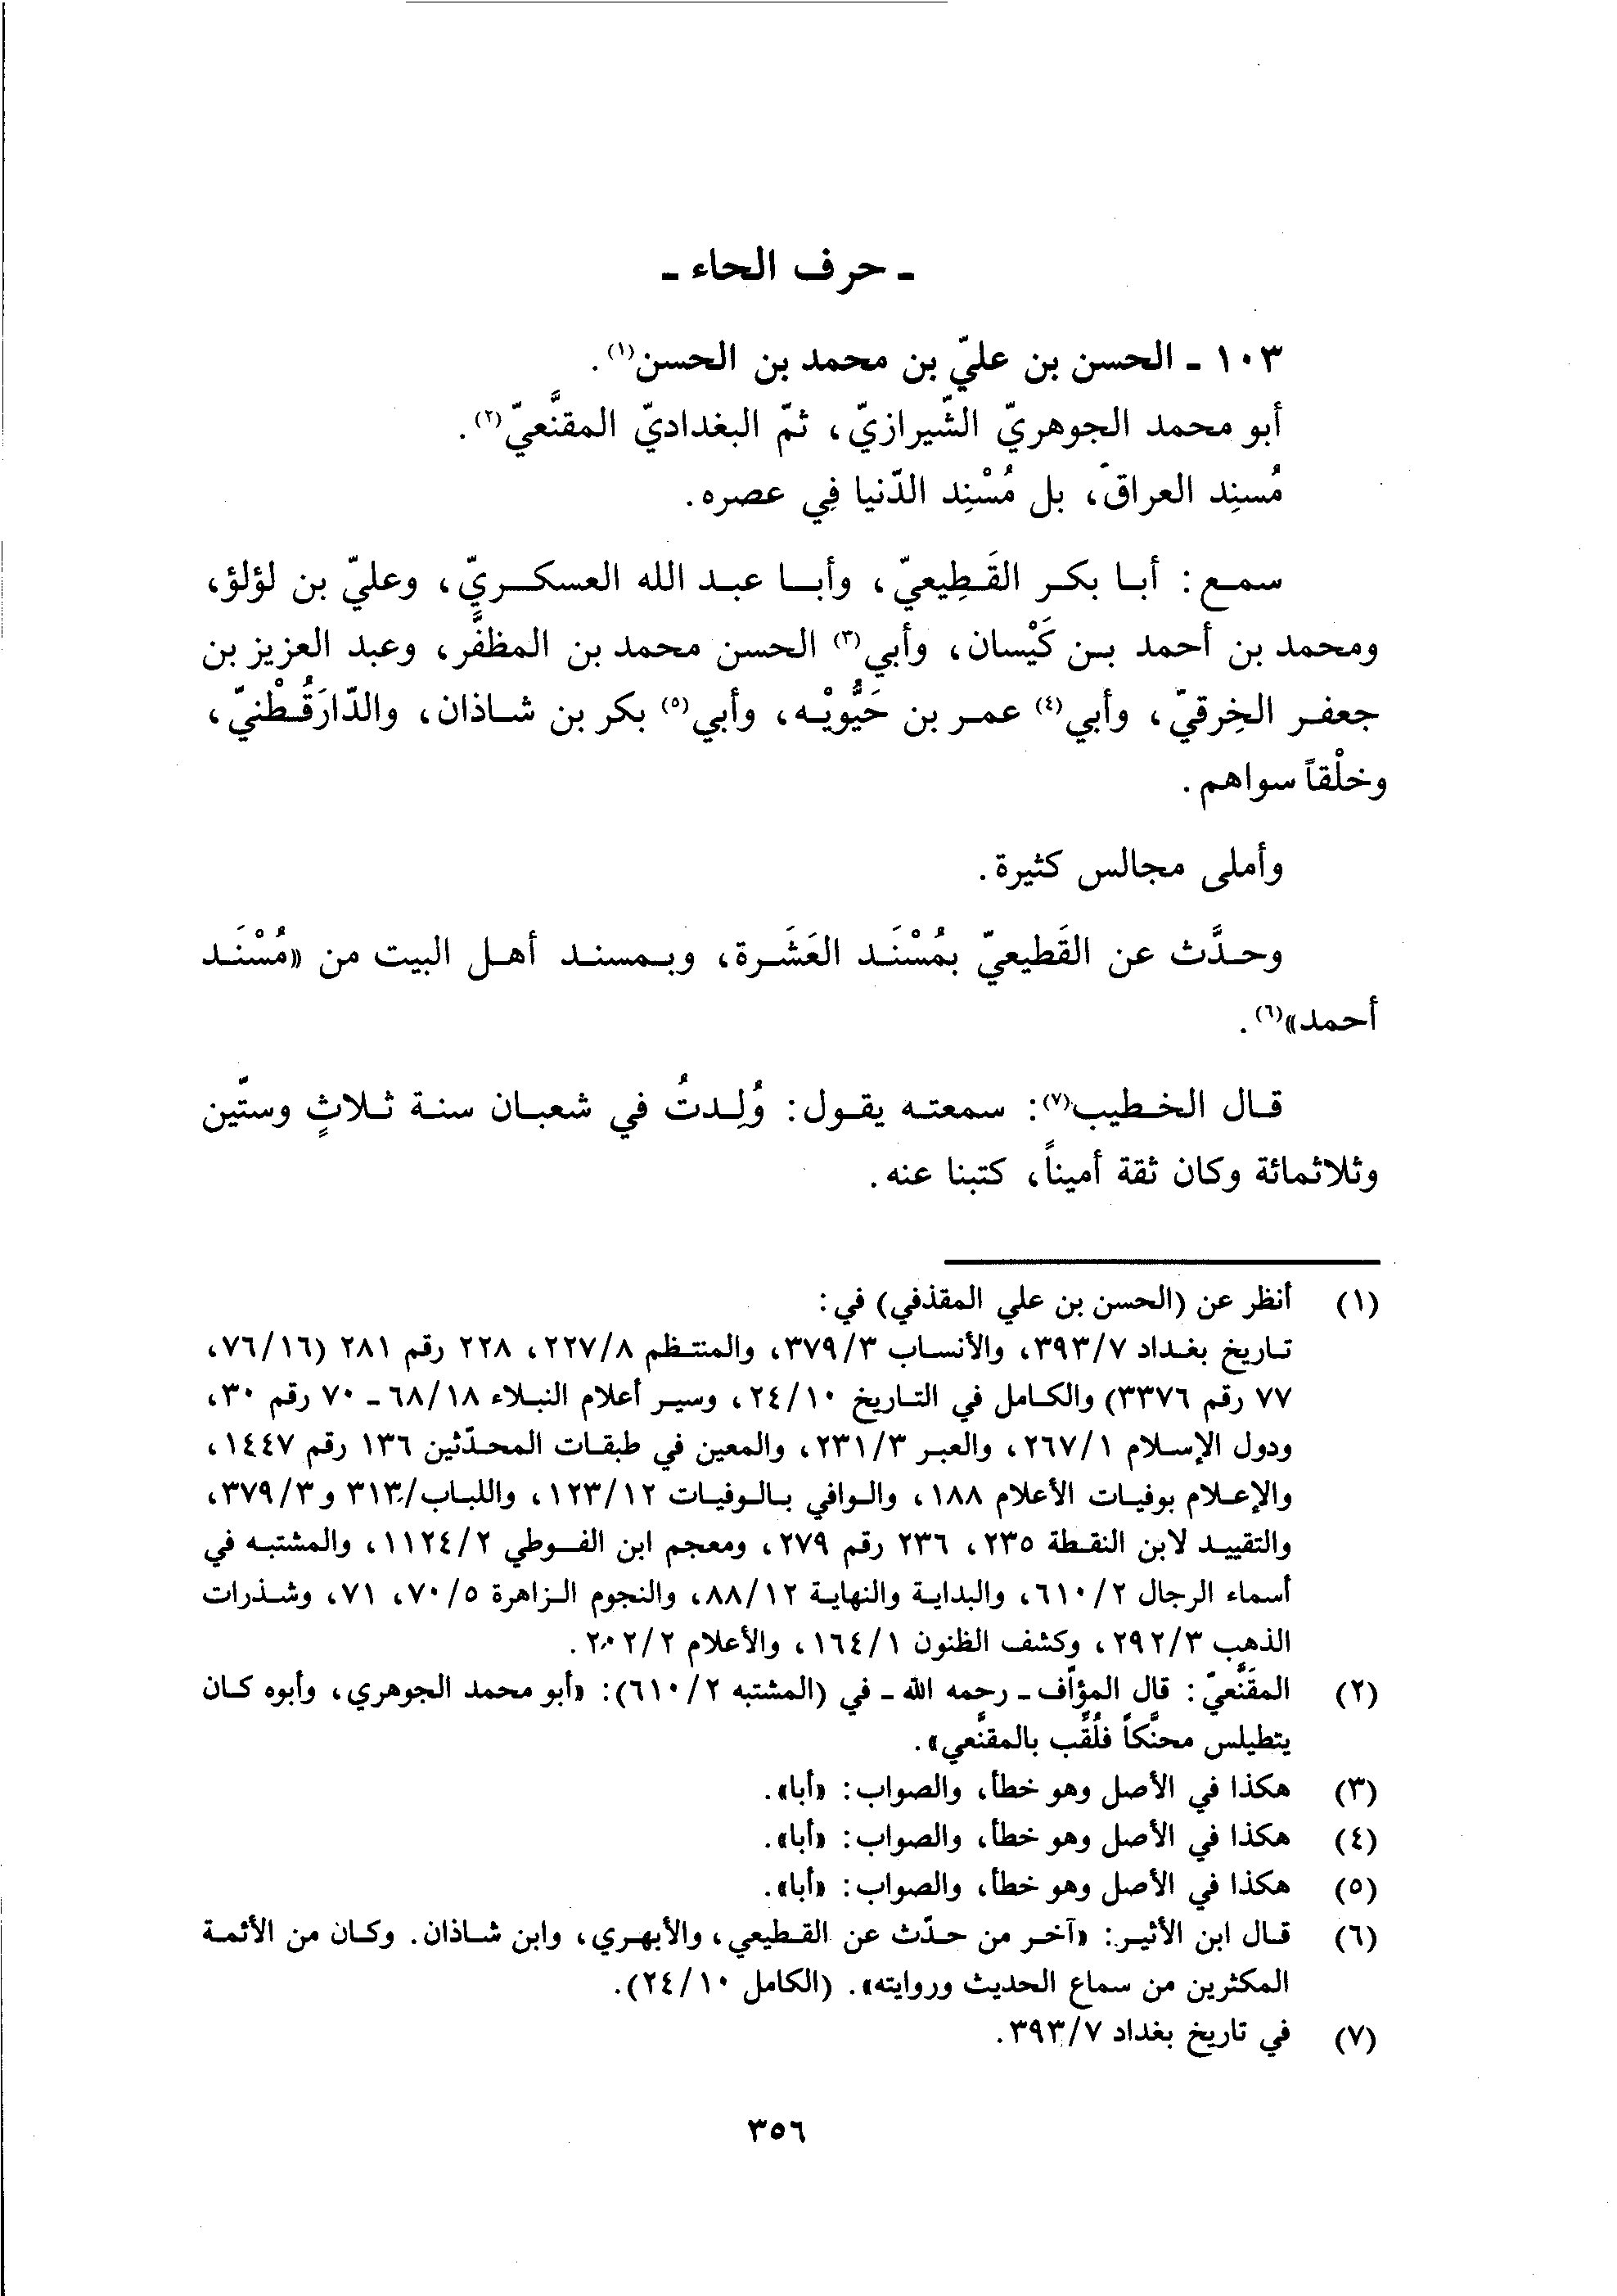 ـ حرف الحاء ـ
١٠٣ ـ الحسن بن عليّ بن محمد بن الحسن(١).
أبو محمد الجوهريّ الشّيرازيّ، ثمّ البغداديّ المقنَّعيّ(٢).
مُسنِد العراق، بل مُسْنِد الدّنيا فِي عصره.
سمع: أبا بكر القَطِيعيّ، وأبا عبد الله العسكريّ، وعليّ بن لؤلؤ،
ومحمد بن أحمد بن كَيْسان، وأبي(٣) الحسن محمد بن المظفَّر، وعبد العزيز بن
جعفر الخِرقيّ، وأبي(٤) عمر بن حَيُّويْه، وأبي(٥) بكر بن شاذان، والدّارَقُطْنيّ،
وخلْقاً سواهم.
وأملى مجالس كثيرة.
وحدَّث عن القَطيعيّ بمُسْنَد العَشَرة، وبمسند أهل البيت من «مُسْنَد
أحمد»(٦).
قال الخطيب(٧): سمعته يقول: وُلِدتُ في شعبان سنة ثلاثٍ وستّين
وثلاثمائة وكان ثقة أميناً، كتبنا عنه.
(١) أنظر عن (الحسن بن علي المقذفي) في:
تاريخ بغداد ٣٩٣/٧، والأنساب ٣٧٩/٣، والمنتظم ٢٢٧/٨، ٢٢٨ رقم ٢٨١ (٧٦/١٦،
٧٧ رقم ٣٣٧٦) والكامل في التاريخ ٢٤/١٠، وسير أعلام النبلاء ٦٨/١٨ ـ ٧٠ رقم ٣٠،
ودول الإسلام ٢٦٧/١، والعبر ٢٣١/٣، والمعين في طبقات المحدّثين ١٣٦ رقم ١٤٤٧،
والإعلام بوفيات الأعلام ١٨٨، والوافي بالوفيات ١٢٣/١٢، واللباب/٣١٣ و٣٧٩/٣،
والتقييد لابن النقطة ٢٣٥، ٢٣٦ رقم ٢٧٩، ومعجم ابن الفوطي ١١٢٤/٢، والمشتبه في
أسماء الرجال ٦١٠/٢، والبداية والنهاية ٨٨/١٢، والنجوم الزاهرة ٧٠/٥، ٧١، وشذرات
الذهب ٢٩٢/٣، وكشف الظنون ١٦٤/١، والأعلام ٢٠٢/٢.
(٢) المقنَّعيّ: قال المؤلّف ـ رحمه الله ـ في (المشتبه ٦١٠/٢): «أبو محمد الجوهري، وأبوه كان
يتطيلس محنَّكاً فلُقِّب بالمقنَّعي».
(٣) هكذا في الأصل وهو خطأ، والصواب: «أبا».
(٤) هكذا في الأصل وهو خطأ، والصواب: «أبا».
(٥) هكذا في الأصل وهو خطأ، والصواب: «أبا».
(٦) قال ابن الأثير: «آخر من حدّث عن القطيعي، والأبهري، وابن شاذان. وكان من الأئمة
المكثرين من سماع الحديث وروايته». (الكامل ٢٤/١٠).
(٧) في تاريخ بغداد ٣٩٣/٧.
٣٥٦